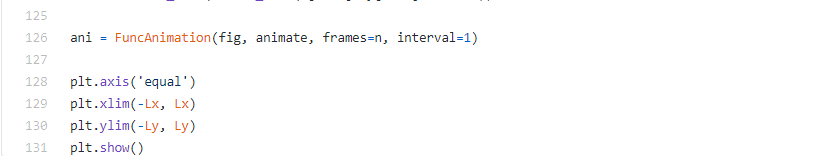 125
126 ani = FuncAnimation(fig, animate, frames=n, interval=1)
127
128 plt.axis('equal')
129 plt.xlim(-Lx, Lx)
130 plt.ylim(-Ly, Ly)
131 plt.show()